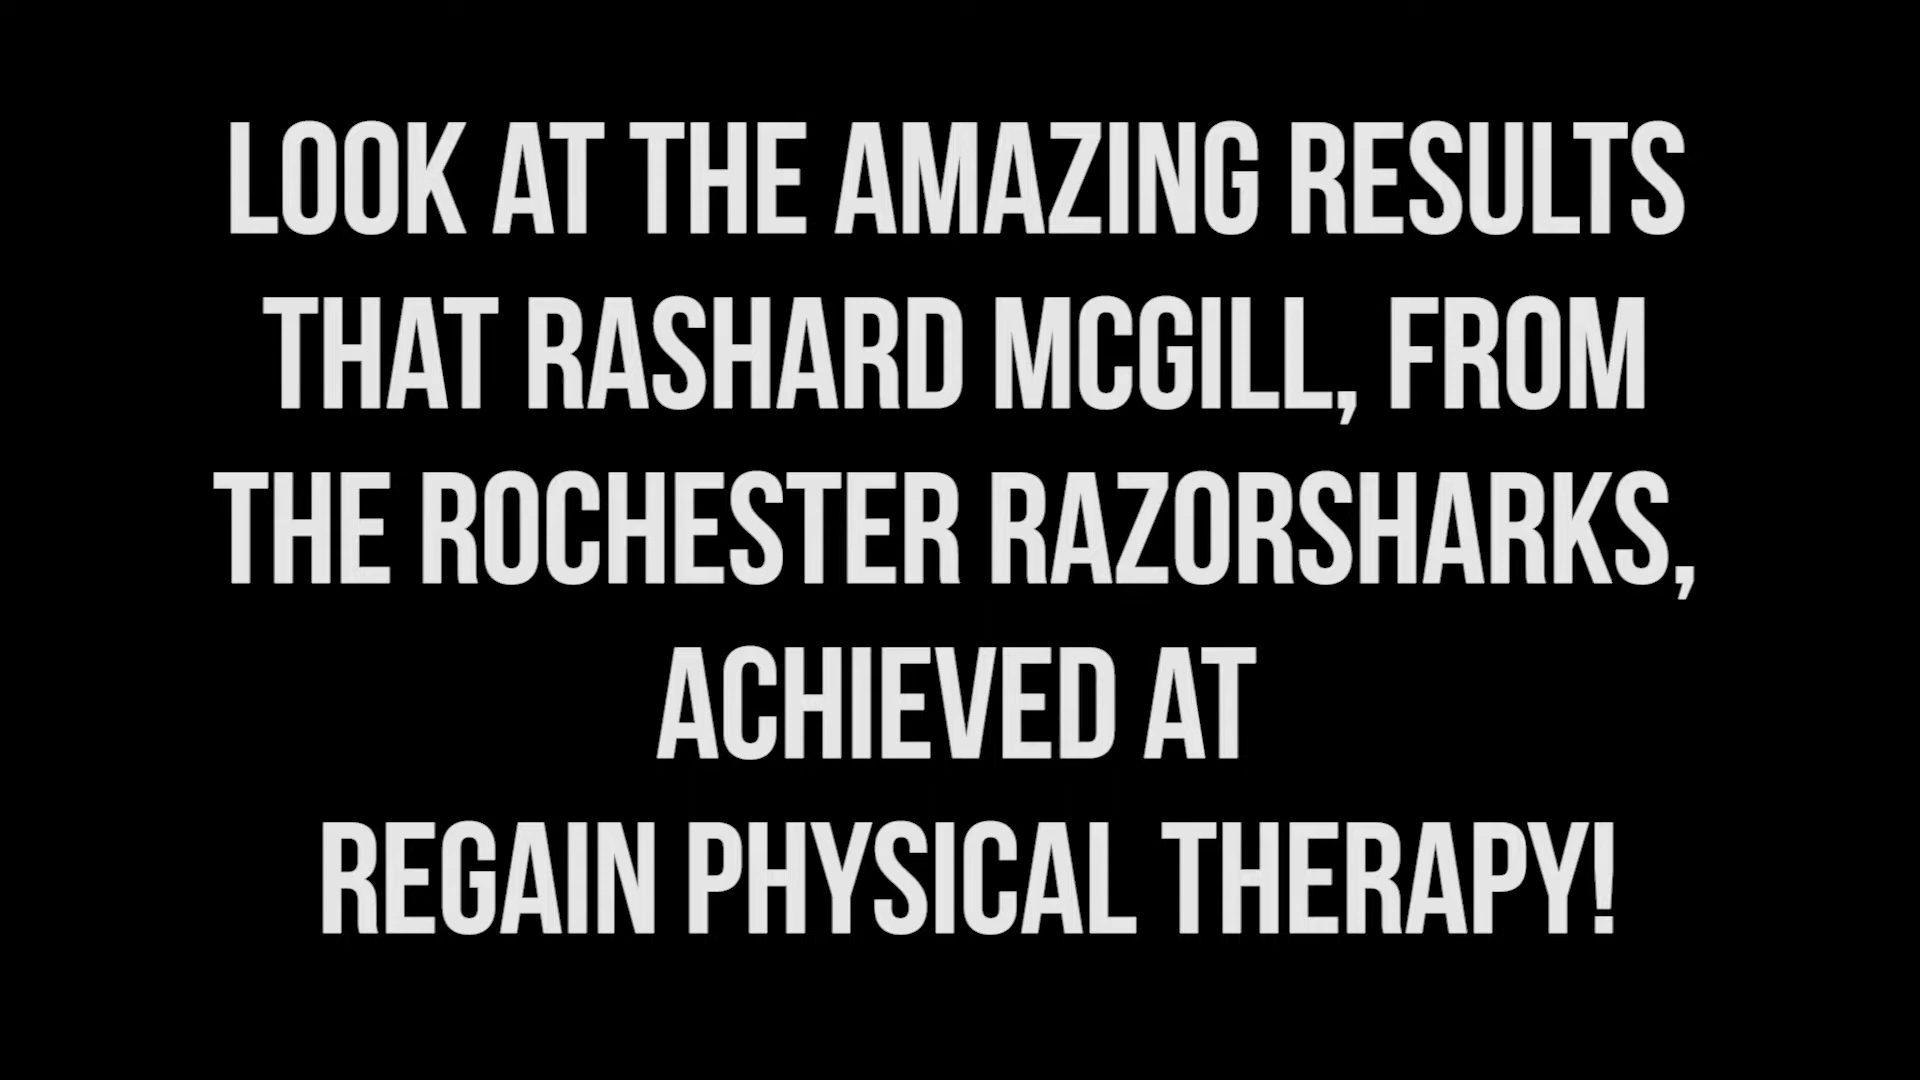 LOOK AT THE AMAZING RESULTS
THAT RASHARD MCGILL, FROM
THE ROCHESTER RAZORSHARKS,
ACHIEVED AT
REGAIN PHYSICAL THERAPY!